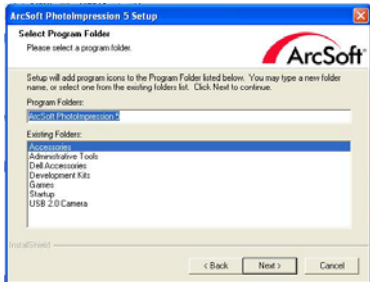 ArcSoft PhotoImpression 5 Setup
Select Program Folder
Please select a program folder.
ArcSoft
Setup will add program icons to the Program Folder listed below. You may type a new folder
name, or select one from the existing folders list. Click Next to continue.
Program Folders:
ArcSoft PhotoImpression 5
Existing Folders:
Accessories
Administrative Tools
Dell Accessories
Development Kits
Games
Startup
USB 2.0 Camera
InstallShield
< Back
Next >
Cancel